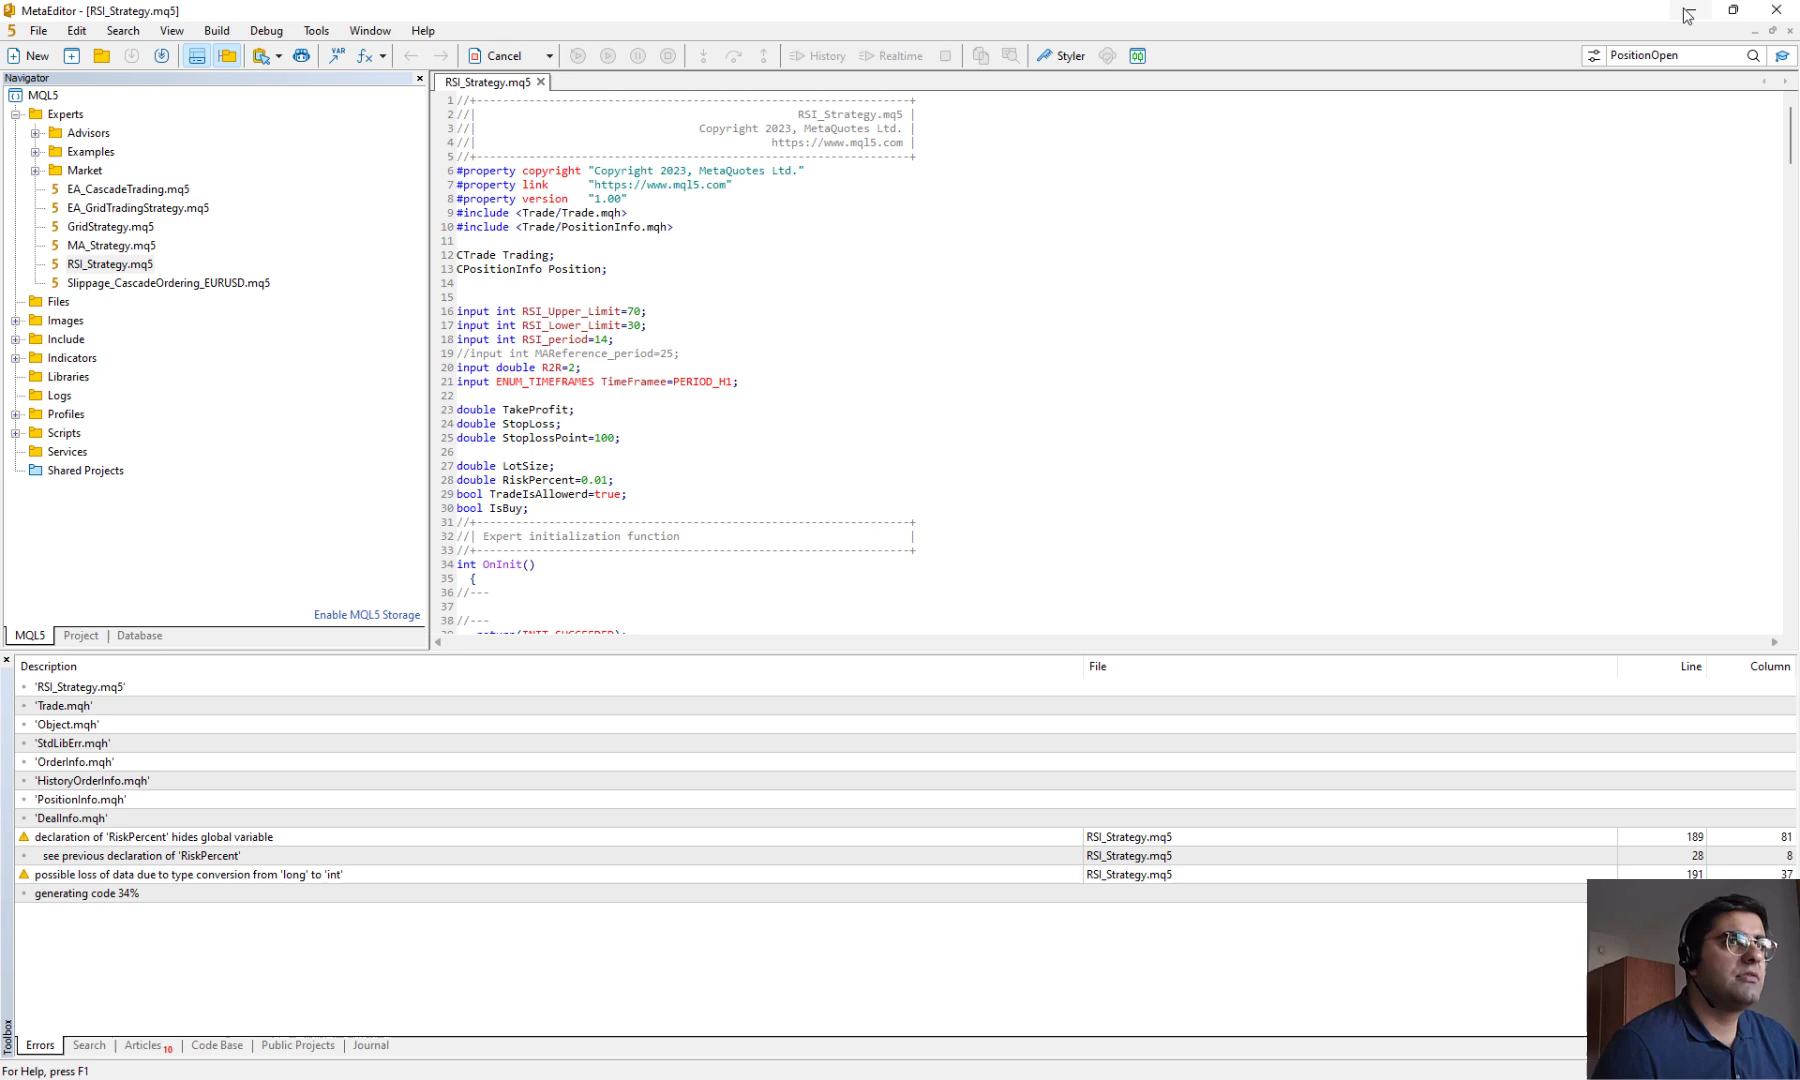 MetaEditor - [RSI_Strategy.mq5]
5 File Edit Search View Build Debug Tools Window Help
New VAR fx Cancel History Realtime Styler PositionOpen
Navigator
MQL5
Experts
Advisors
Examples
Market
5 EA_CascadeTrading.mq5
5 EA_GridTradingStrategy.mq5
5 GridStrategy.mq5
5 MA_Strategy.mq5
5 RSI_Strategy.mq5
5 Slippage_CascadeOrdering_EURUSD.mq5
Files
Images
Include
Indicators
Libraries
Logs
Profiles
Scripts
Services
Shared Projects
Enable MQL5 Storage
MQL5 Project Database
RSI_Strategy.mq5
1 //+------------------------------------------------------------------+
2 //| RSI_Strategy.mq5 |
3 //| Copyright 2023, MetaQuotes Ltd. |
4 //| https://www.mql5.com |
5 //+------------------------------------------------------------------+
6 #property copyright "Copyright 2023, MetaQuotes Ltd."
7 #property link "https://www.mql5.com"
8 #property version "1.00"
9 #include <Trade/Trade.mqh>
10 #include <Trade/PositionInfo.mqh>
11
12 CTrade Trading;
13 CPositionInfo Position;
14
15
16 input int RSI_Upper_Limit=70;
17 input int RSI_Lower_Limit=30;
18 input int RSI_period=14;
19 //input int MAReference_period=25;
20 input double R2R=2;
21 input ENUM_TIMEFRAMES TimeFramee=PERIOD_H1;
22
23 double TakeProfit;
24 double StopLoss;
25 double StoplossPoint=100;
26
27 double LotSize;
28 double RiskPercent=0.01;
29 bool TradeIsAllowerd=true;
30 bool IsBuy;
31 //+------------------------------------------------------------------+
32 //| Expert initialization function |
33 //+------------------------------------------------------------------+
34 int OnInit()
35 {
36 //---
37
38 //---
39 return(INIT_SUCCEEDED);
Description File Line Column
'RSI_Strategy.mq5'
'Trade.mqh'
'Object.mqh'
'StdLibErr.mqh'
'OrderInfo.mqh'
'HistoryOrderInfo.mqh'
'PositionInfo.mqh'
'DealInfo.mqh'
declaration of 'RiskPercent' hides global variable RSI_Strategy.mq5 189 81
see previous declaration of 'RiskPercent' RSI_Strategy.mq5 28 8
possible loss of data due to type conversion from 'long' to 'int' RSI_Strategy.mq5 191 37
generating code 34%
Toolbox
Errors Search Articles 10 Code Base Public Projects Journal
For Help, press F1